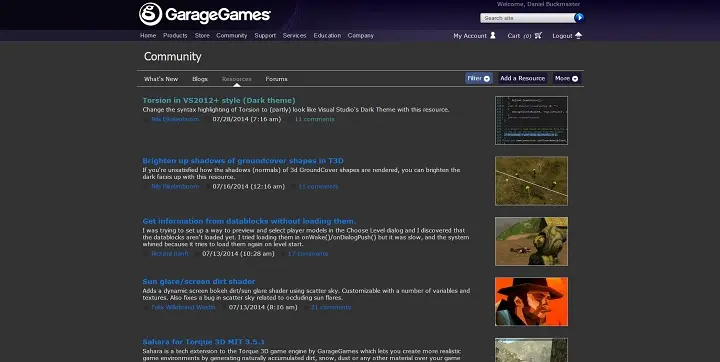 GarageGames
Welcome, Daniel Buckmaster
Search site
Home Products Store Community Support Services Education Company
My Account Cart (0) Logout
Community
What's New Blogs Resources Forums
Filter Add a Resource More
Torsion in VS2012+ style (Dark theme)
Change the syntax highlighting of Torsion to (partly) look like Visual Studio's Dark Theme with this resource.
07/28/2014 (7:16 am) 11 comments
Brighten up shadows of groundcover shapes in T3D
If you're unsatisfied how the shadows (normals) of 3d GroundCover shapes are rendered, you can brighten the
dark faces up with this resource.
07/16/2014 (12:16 am) 11 comments
Get information from datablocks without loading them.
I was trying to set up a way to preview and select player models in the Choose Level dialog and I discovered that
the datablocks aren't loaded yet. I tried loading them in onWake()/onDialogPush() but it was slow, and the system
whined because it tries to load them again on level start.
Richard Ranft 07/13/2014 (10:28 am) 17 comments
Sun glare/screen dirt shader
Adds a dynamic screen bokeh dirt/sun glare shader using scatter sky. Customizable with a number of variables and
textures. Also fixes a bug in scatter sky related to occluding sun flares.
07/13/2014 (8:16 am) 21 comments
Sahara for Torque 3D MIT 3.5.1
Sahara is a tech extension to the Torque 3D game engine by GarageGames which lets you create more realistic
game environments by generating naturally accumulated dirt, snow, dust or any other material over your game